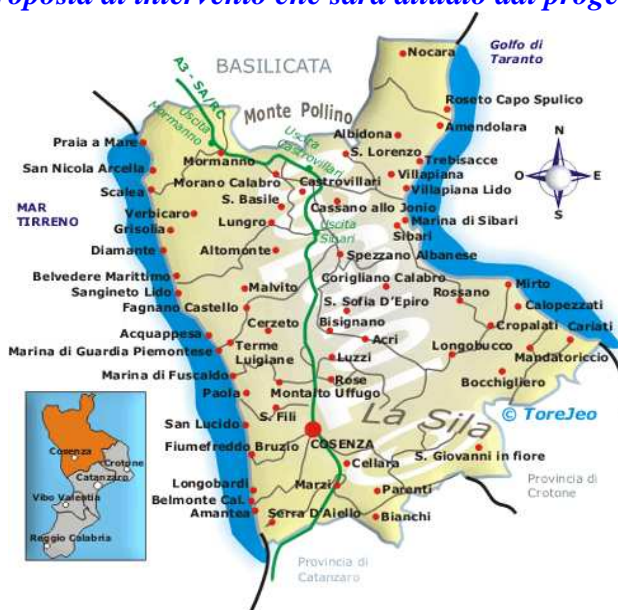 oposta di intervento che sarà attuato dal proge
Nocara
Golfo di
Taranto
BASILICATA
A3 - SA/RC
Monte Pollino
Roseto Capo Spulico
Uscita
Mormanno
Uscita
Castrovillari
Albidona
Amendolara
Praia a Mare
Mormanno
S. Lorenzo
Trebisacce
N
O
E
S
San Nicola Arcella
Morano Calabro
Castrovillari
Villapiana
Scalea
S. Basile
Cassano allo Jonio
Villapiana Lido
MAR
TIRRENO
Verbicaro
Lungro
Marina di Sibari
Grisolia
Uscita
Sibari
Sibari
Diamante
Altomonte
Spezzano Albanese
Belvedere Marittimo
Malvito
Corigliano Calabro
Mirto
Sangineto Lido
Rossano
Fagnano Castello
S. Sofia D'Epiro
Calopezzati
Acquappesa
Cerzeto
Bisignano
Cropalati
Cariati
Marina di Guardia Piemontese
Terme
Luigiane
Acri
Longobucco
Mandatoriccio
Luzzi
Marina di Fuscaldo
Rose
Bocchigliero
Paola
Montalto Uffugo
S. Fili
La Sila
© ToreJeo
San Lucido
COSENZA
Fiumefreddo Bruzio
S. Giovanni in fiore
Cellara
Longobardi
Marzi
Parenti
Provincia di
Crotone
Belmonte Cal.
Amantea
Serra D'Aiello
Bianchi
Provincia di
Catanzaro
Cosenza
Crotone
Catanzaro
Vibo Valentia
Reggio Calabria